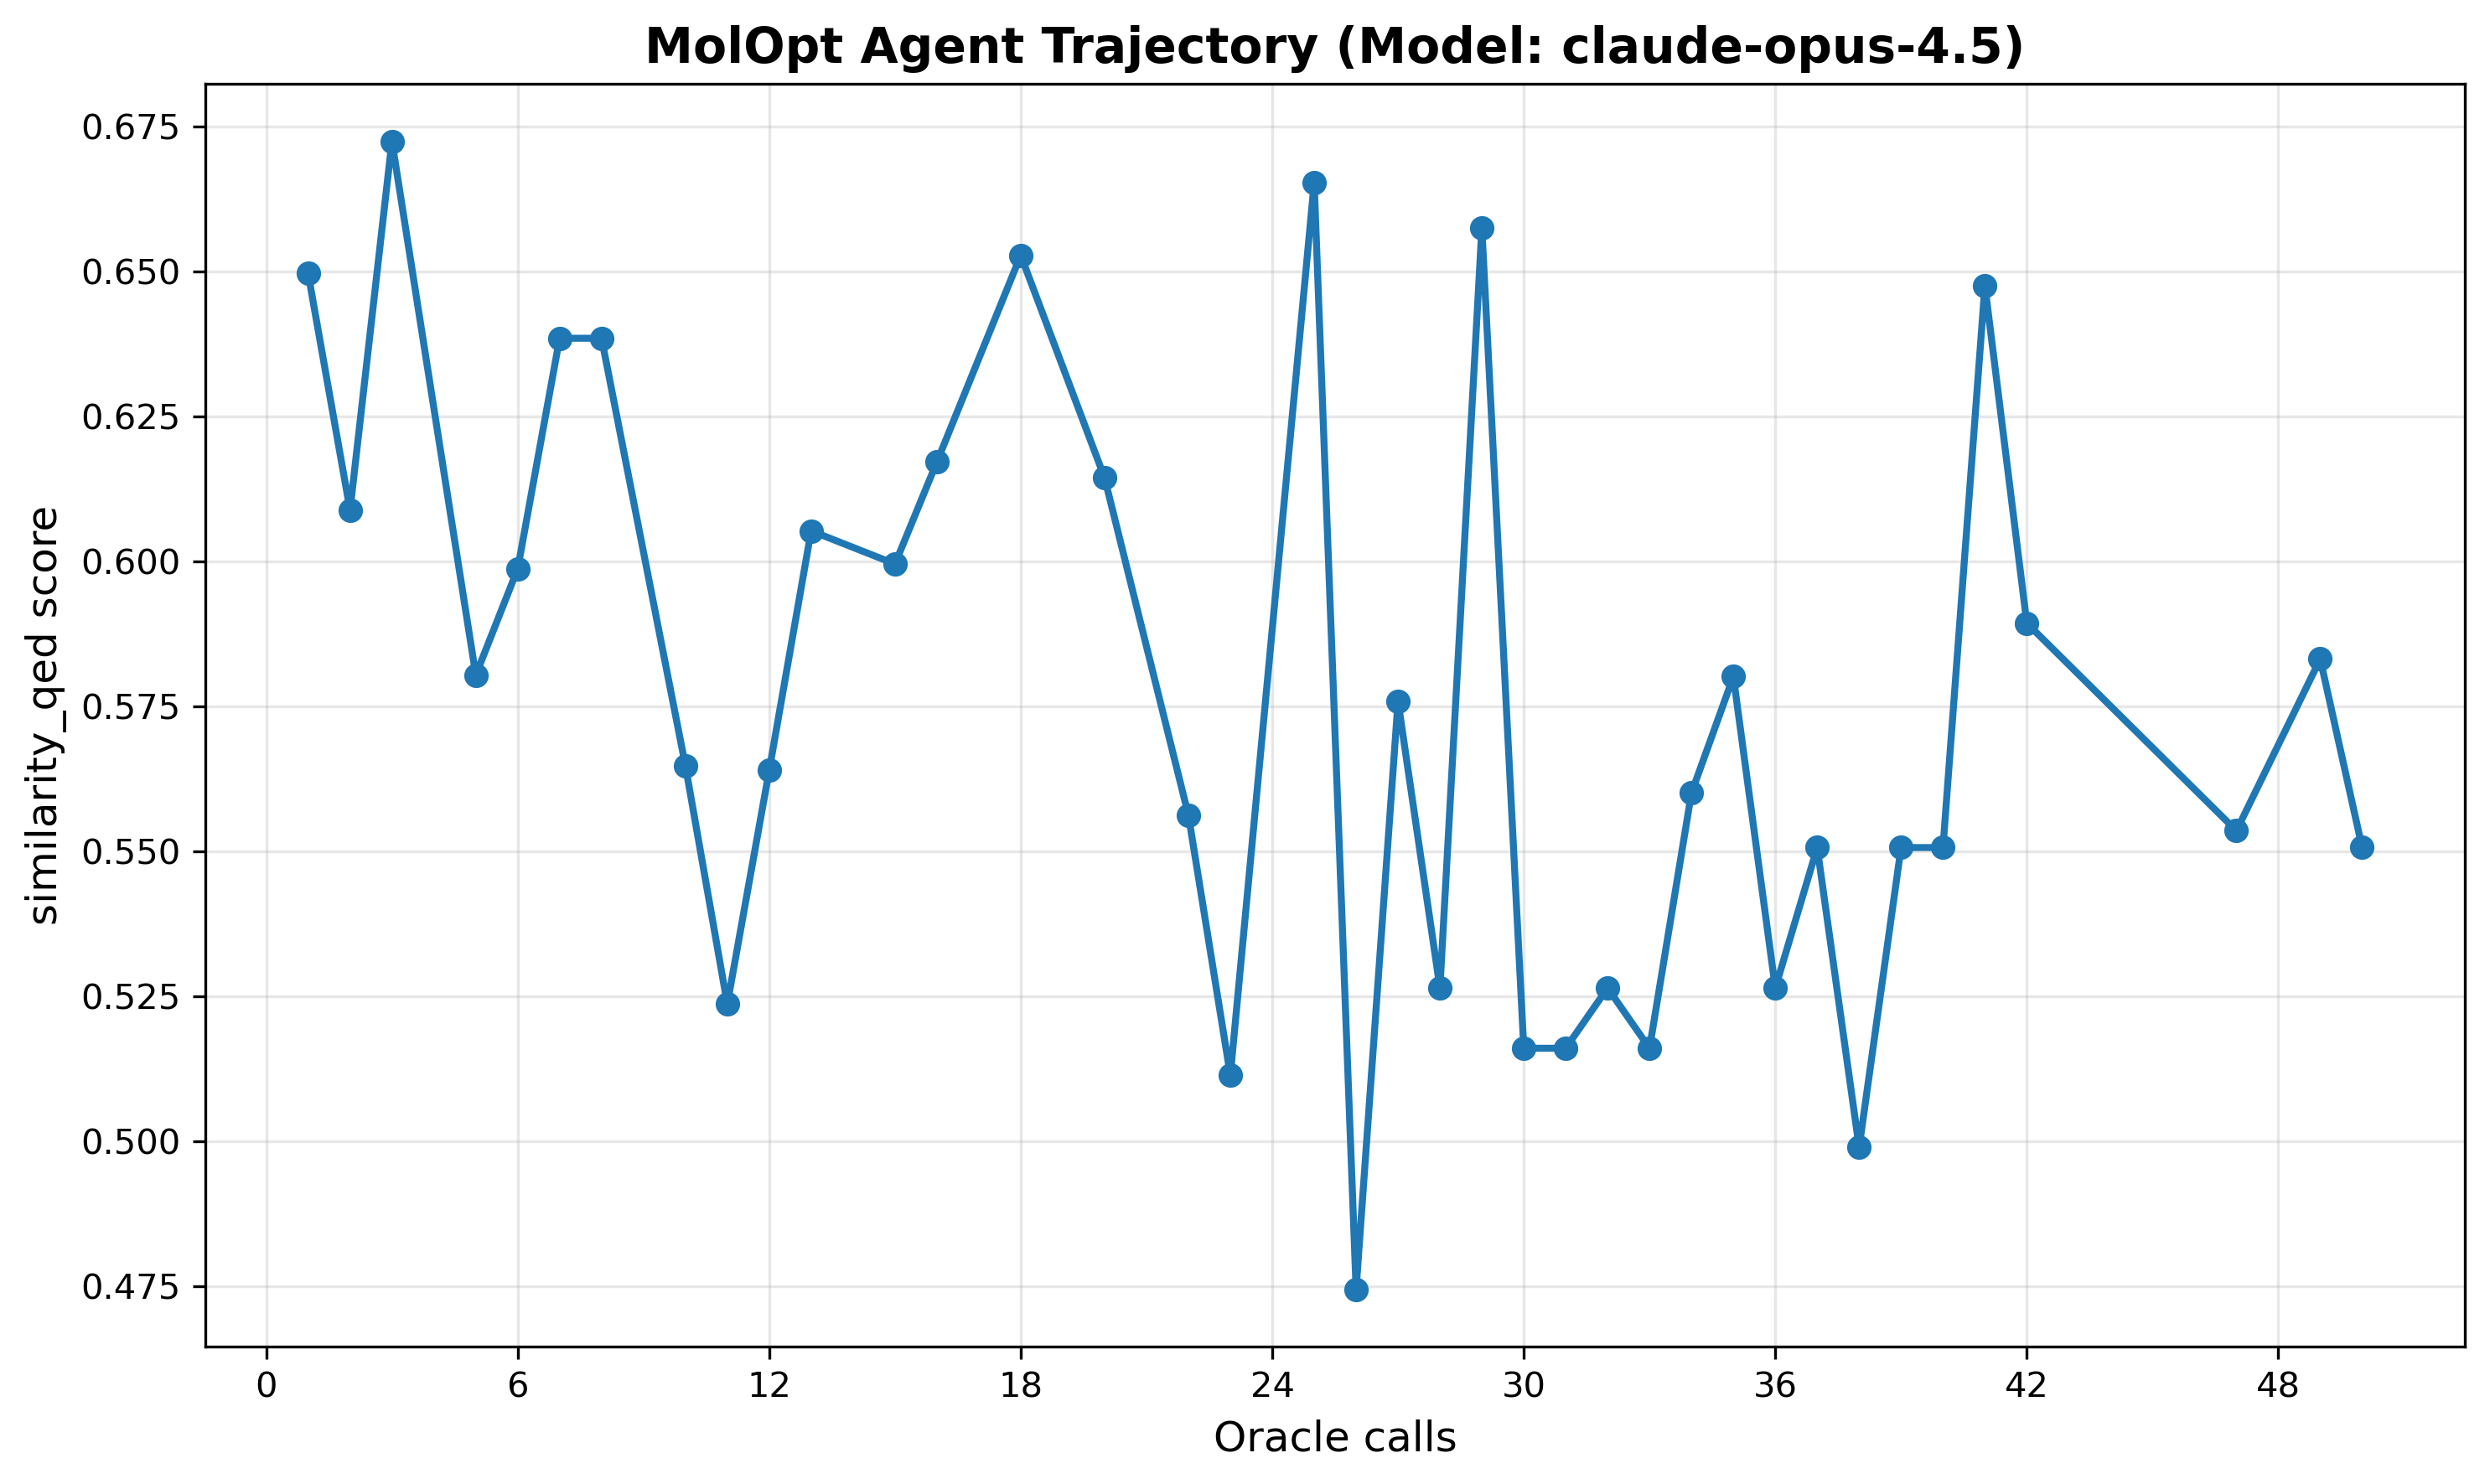 MolOpt Agent Trajectory (Model: claude-opus-4.5)
similarity_qed score
0.675
0.650
0.625
0.600
0.575
0.550
0.525
0.500
0.475
0 6 12 18 24 30 36 42 48
Oracle calls